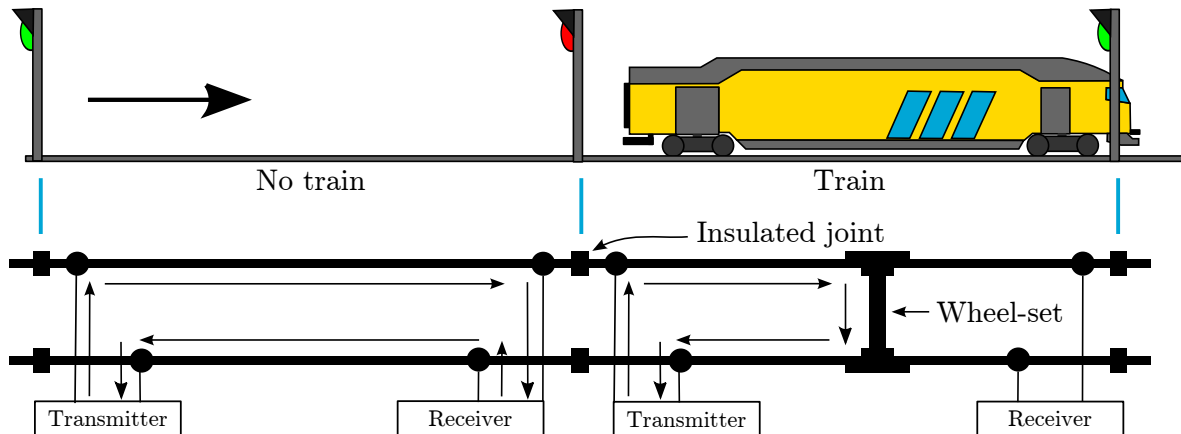 No train
Train
Insulated joint
Wheel-set
Transmitter
Receiver
Transmitter
Receiver